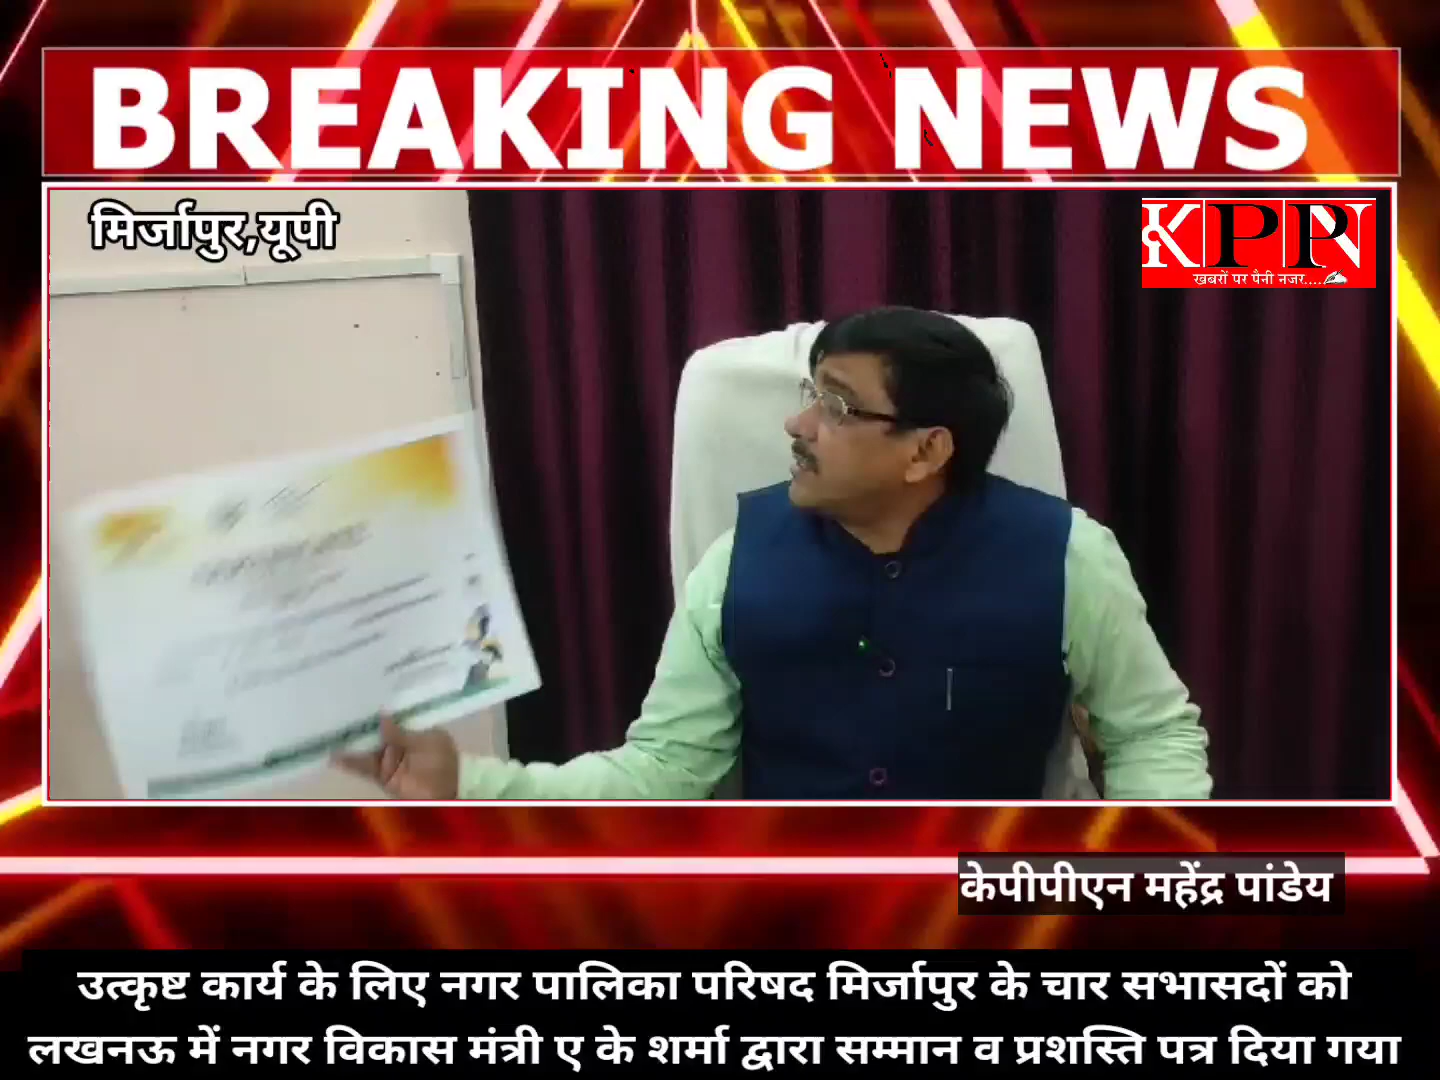 BREAKING NEWS
मिर्जापुर,यूपी
KPPN
खबरों पर पैनी नजर....
केपीपीएन महेंद्र पांडेय
उत्कृष्ट कार्य के लिए नगर पालिका परिषद मिर्जापुर के चार सभासदों को
लखनऊ में नगर विकास मंत्री ए के शर्मा द्वारा सम्मान व प्रशस्ति पत्र दिया गया